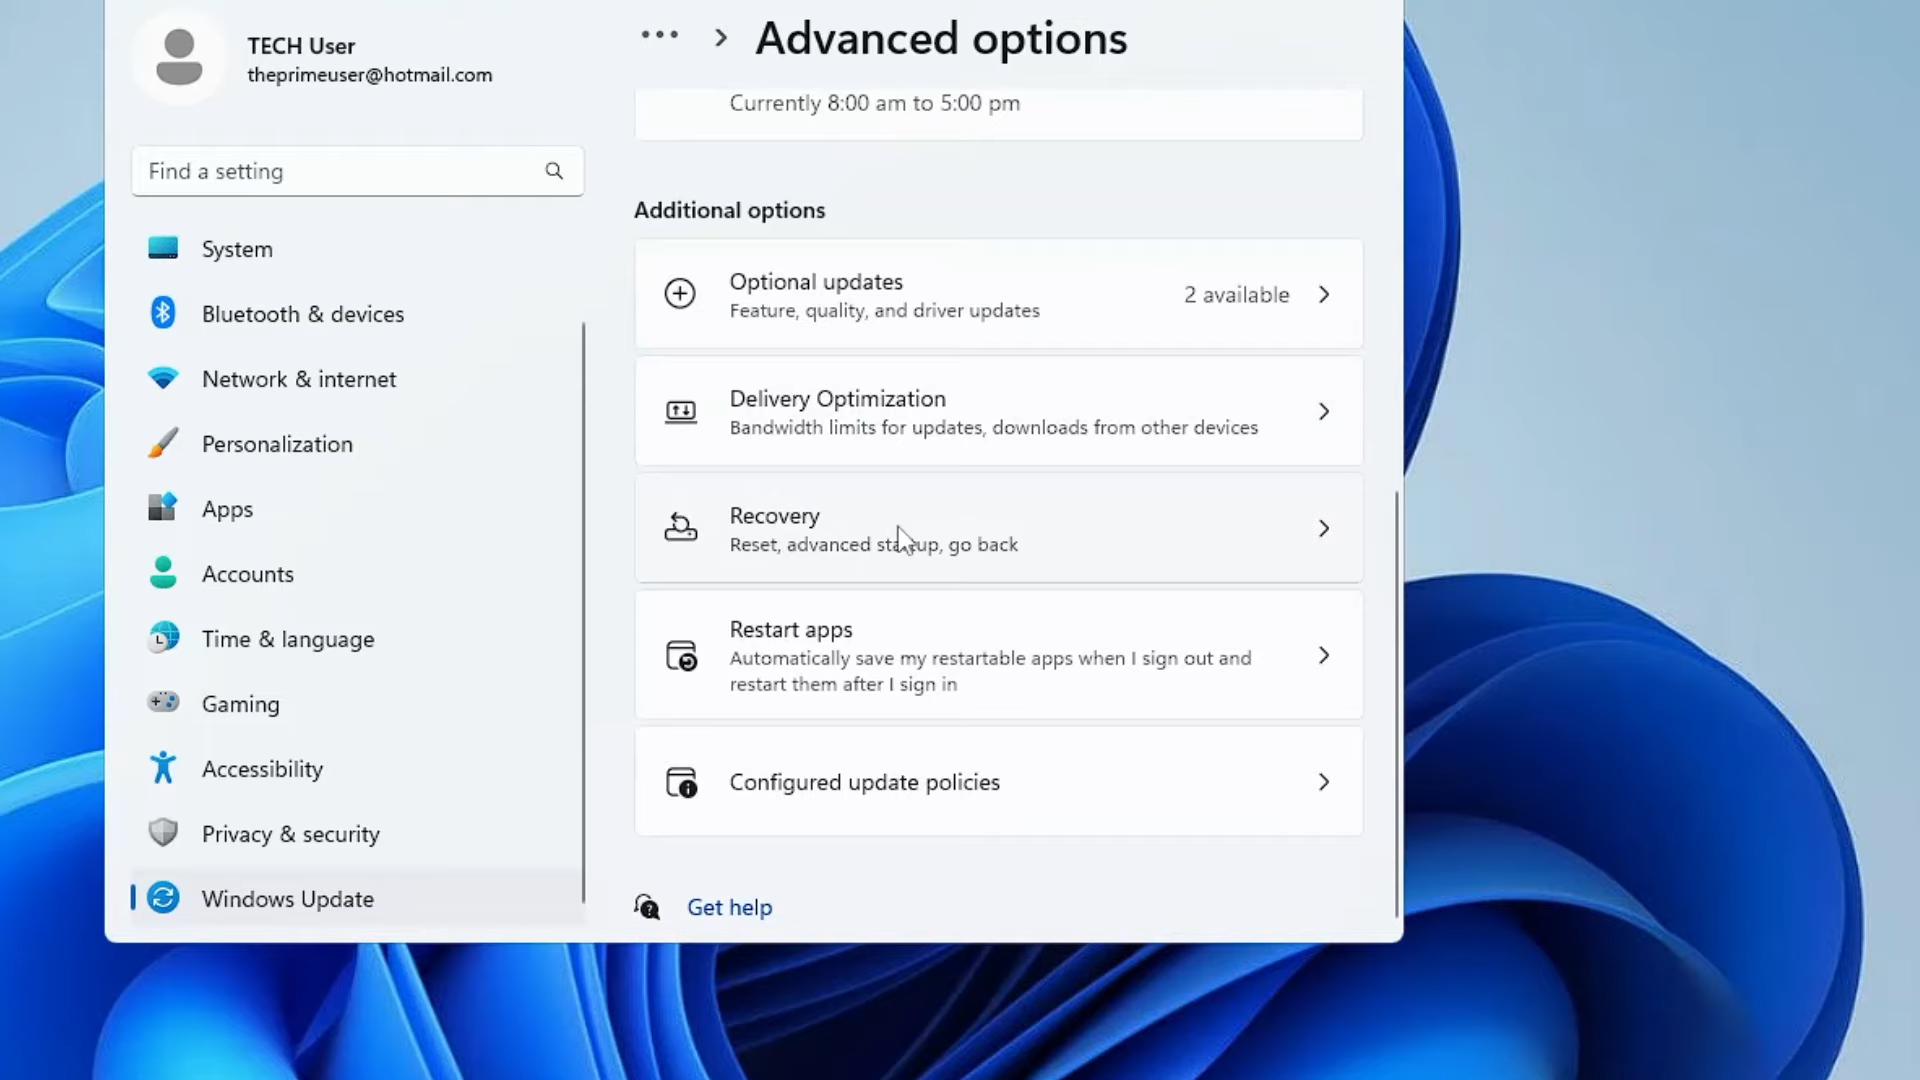 TECH User
theprimeuser@hotmail.com
Find a setting
System
Bluetooth & devices
Network & internet
Personalization
Apps
Accounts
Time & language
Gaming
Accessibility
Privacy & security
Windows Update
Advanced options
Currently 8:00 am to 5:00 pm
Additional options
Optional updates
Feature, quality, and driver updates
2 available
Delivery Optimization
Bandwidth limits for updates, downloads from other devices
Recovery
Reset, advanced startup, go back
Restart apps
Automatically save my restartable apps when I sign out and
restart them after I sign in
Configured update policies
Get help